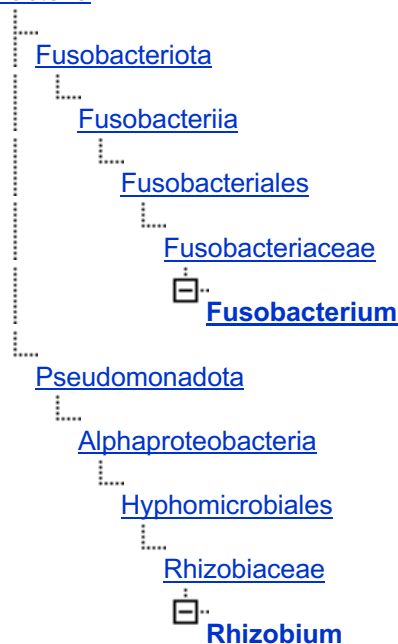 Fusobacteriota
Fusobacteriia
Fusobacteriales
Fusobacteriaceae
Fusobacterium
Pseudomonadota
Alphaproteobacteria
Hyphomicrobiales
Rhizobiaceae
Rhizobium